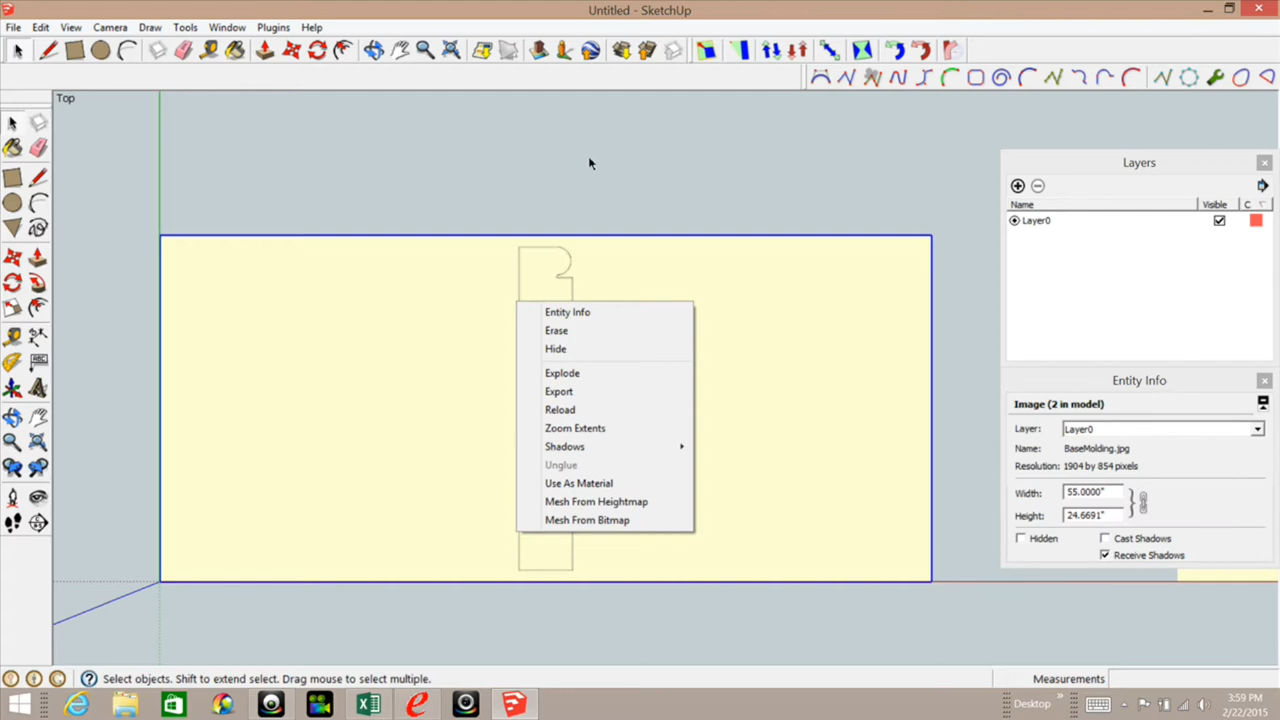 Untitled - SketchUp
File Edit View Camera Draw Tools Window Plugins Help
Top
Layers
Name Visible C
Layer0
Entity Info
Erase
Hide
Explode
Export
Reload
Zoom Extents
Shadows
Unglue
Use As Material
Mesh From Heightmap
Mesh From Bitmap
Entity Info
Image (2 in model)
Layer: Layer0
Name: BaseMolding.jpg
Resolution: 1904 by 854 pixels
Width: 55.0000"
Height: 24.6691"
Hidden Cast Shadows
Receive Shadows
ABC
Select objects. Shift to extend select. Drag mouse to select multiple.
Measurements
Desktop
3:59 PM
2/22/2015